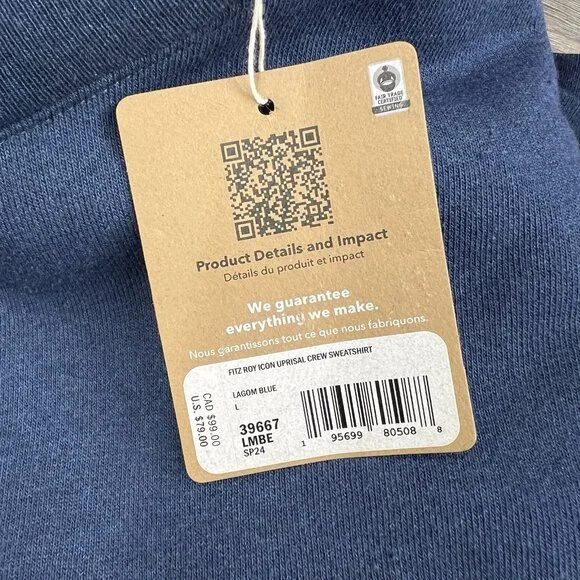 FAIR TRADE
CERTIFIED
SEWING
Product Details and Impact
Détails du produit et impact
We guarantee
everything we make.
Nous garantissons tout ce que nous fabriquons.
FITZ ROY ICON UPRISAL CREW SWEATSHIRT
LAGOM BLUE
L
CAD $99.00
U.S. $79.00
39667
LMBE
SP24
1 95699 80508 8